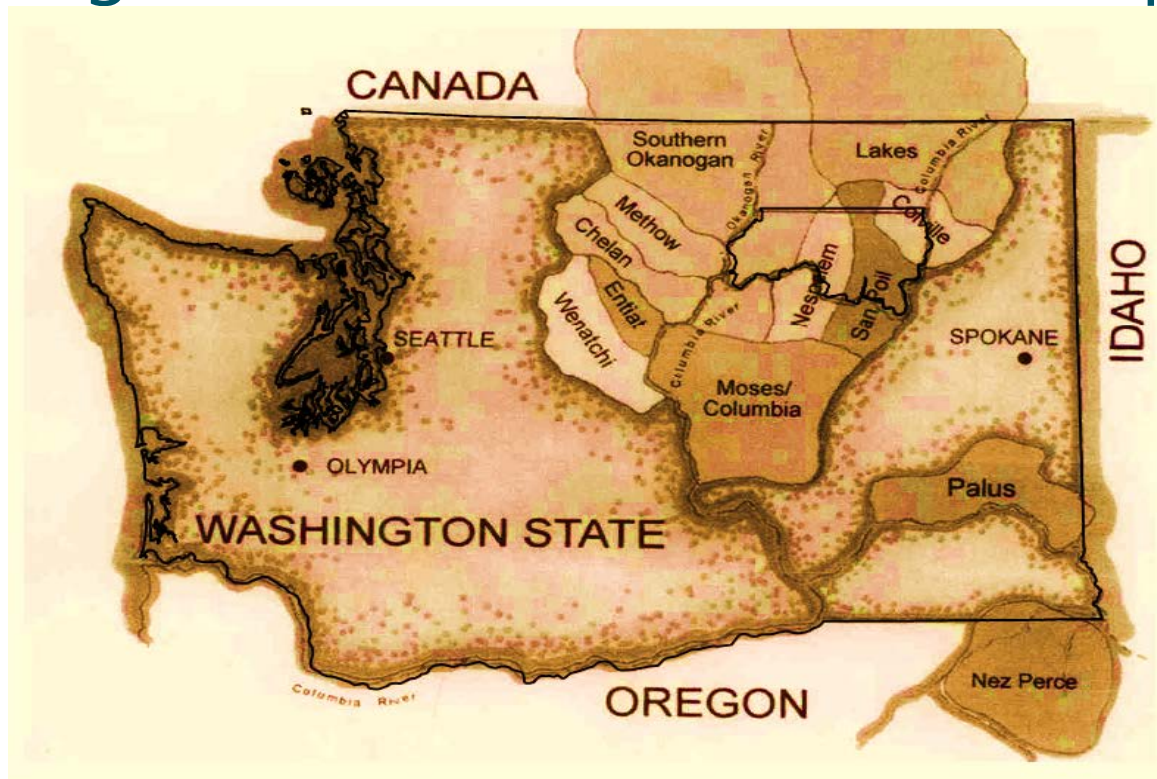 CANADA
Southern
Okanogan
Okanogan River
Lakes
Columbia River
Methow
Colville
Chelan
Nespelem
Entiat
San Poil
Wenatchi
Columbia River
SEATTLE
SPOKANE
IDAHO
Moses/
Columbia
OLYMPIA
Palus
WASHINGTON STATE
Nez Perce
Columbia River
OREGON